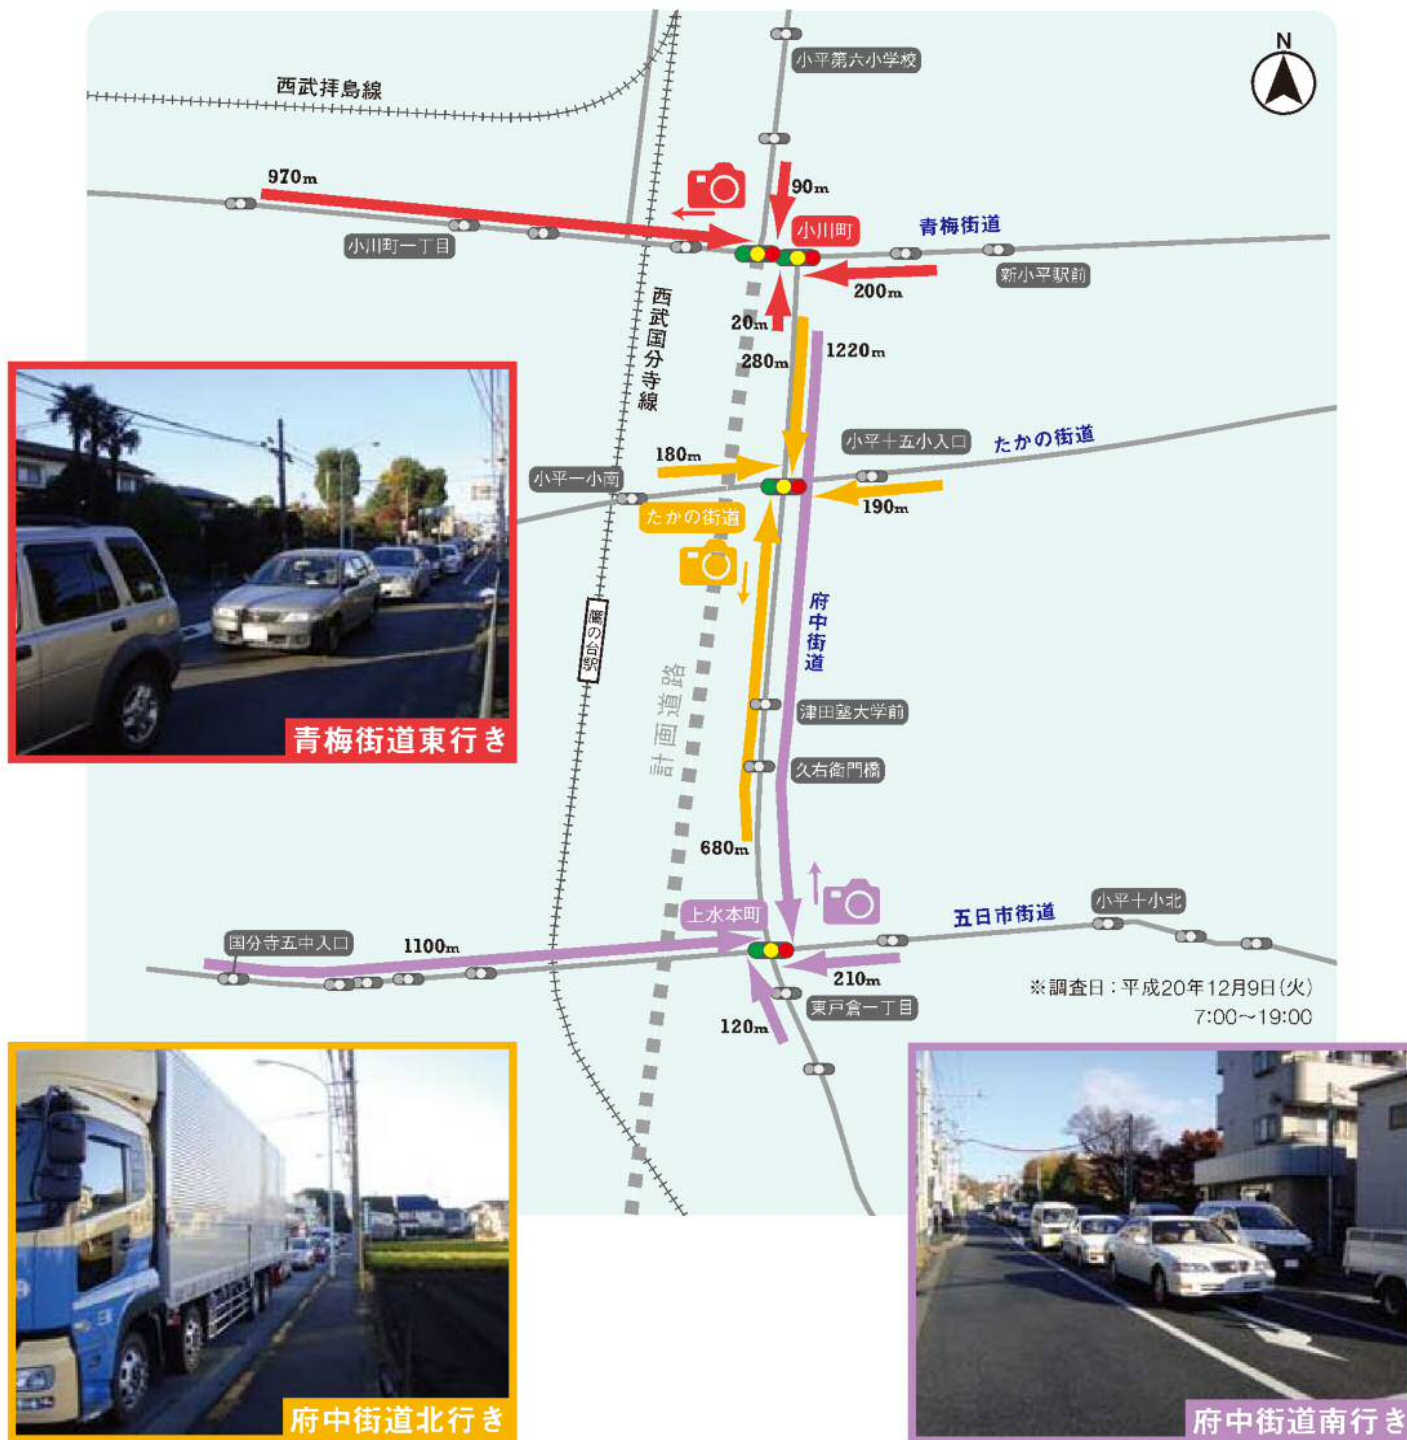 N
小平第六小学校
西武拝島線
970m
90m
小川町
青梅街道
小川町一丁目
新小平駅前
200m
20m
西武国分寺線
280m
1220m
小平十五小入口
たかの街道
180m
小平一小南
たかの街道
190m
府中街道
鷹の台駅
計画道路
津田塾大学前
久右衛門橋
青梅街道東行き
680m
上水本町
五日市街道
小平十小北
国分寺五中入口
1100m
210m
※調査日:平成20年12月9日(火)
7:00~19:00
東戸倉一丁目
120m
府中街道北行き
府中街道南行き